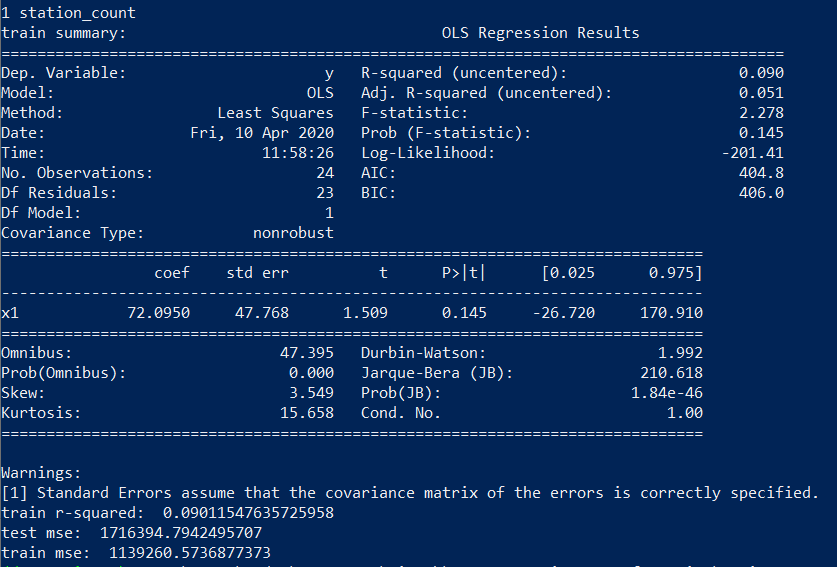 1 station_count
train summary:                                 OLS Regression Results
=======================================================================================
Dep. Variable:                      y   R-squared (uncentered):                   0.090
Model:                            OLS   Adj. R-squared (uncentered):              0.051
Method:                 Least Squares   F-statistic:                              2.278
Date:                Fri, 10 Apr 2020   Prob (F-statistic):                       0.145
Time:                        11:58:26   Log-Likelihood:                         -201.41
No. Observations:                  24   AIC:                                      404.8
Df Residuals:                      23   BIC:                                      406.0
Df Model:                           1
Covariance Type:            nonrobust
==============================================================================
                 coef    std err          t      P>|t|      [0.025      0.975]
------------------------------------------------------------------------------
x1            72.0950     47.768      1.509      0.145     -26.720     170.910
==============================================================================
Omnibus:                       47.395   Durbin-Watson:                   1.992
Prob(Omnibus):                  0.000   Jarque-Bera (JB):              210.618
Skew:                           3.549   Prob(JB):                     1.84e-46
Kurtosis:                      15.658   Cond. No.                         1.00
==============================================================================
Warnings:
[1] Standard Errors assume that the covariance matrix of the errors is correctly specified.
train r-squared:  0.09011547635725958
test mse:  1716394.7942495707
train mse:  1139260.5736877373